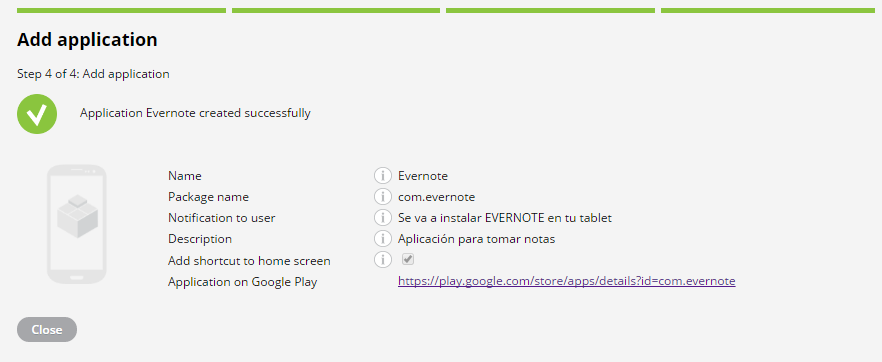 Add application
Step 4 of 4: Add application
Application Evernote created successfully
Name i Evernote
Package name i com.evernote
Notification to user i Se va a instalar EVERNOTE en tu tablet
Description i Aplicación para tomar notas
Add shortcut to home screen i
Application on Google Play https://play.google.com/store/apps/details?id=com.evernote
Close